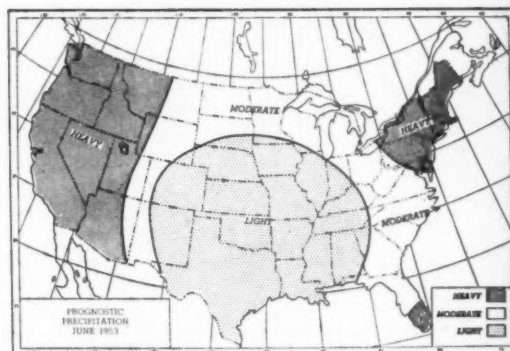 MODERATE
HEAVY
HEAVY
MODERATE
LIGHT
PROGNOSTIC
PRECIPITATION
JUNE 1953
HEAVY
MODERATE
LIGHT